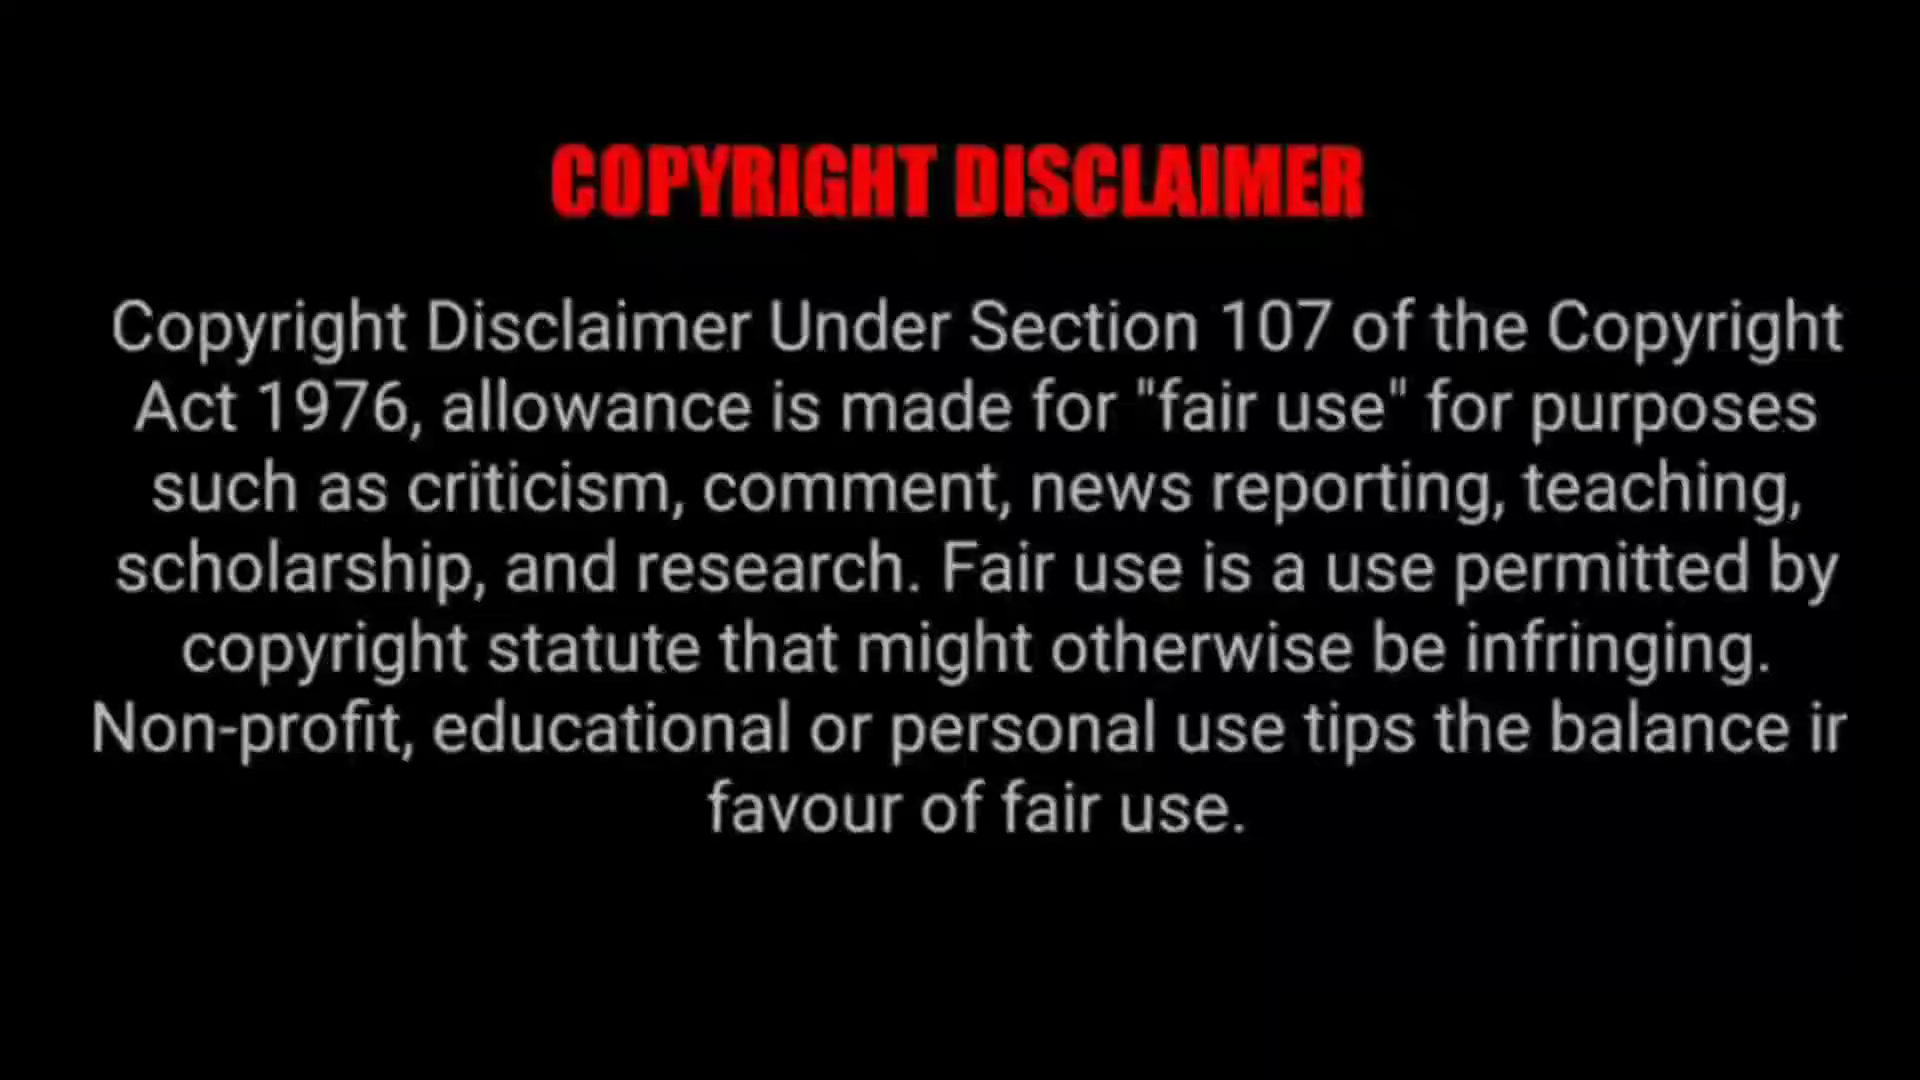 COPYRIGHT DISCLAIMER
Copyright Disclaimer Under Section 107 of the Copyright
Act 1976, allowance is made for "fair use" for purposes
such as criticism, comment, news reporting, teaching,
scholarship, and research. Fair use is a use permitted by
copyright statute that might otherwise be infringing.
Non-profit, educational or personal use tips the balance ir
favour of fair use.